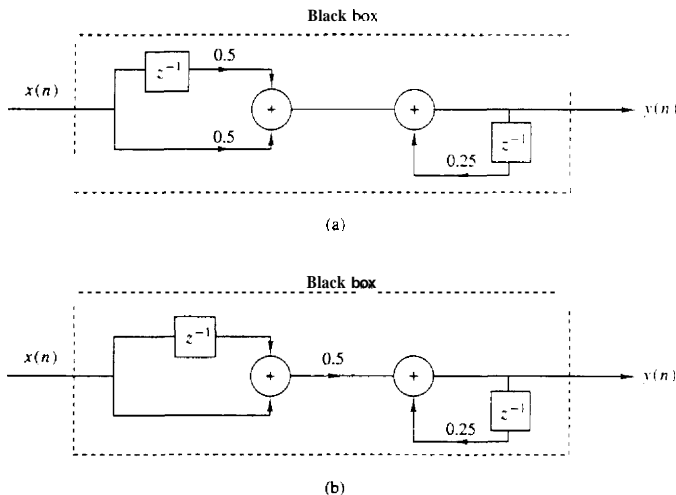 Black box
0.5
z⁻¹
x(n)
+
+
y(n)
0.5
0.25
z⁻¹
(a)
Black box
z⁻¹
x(n)
0.5
+
+
y(n)
0.25
z⁻¹
(b)